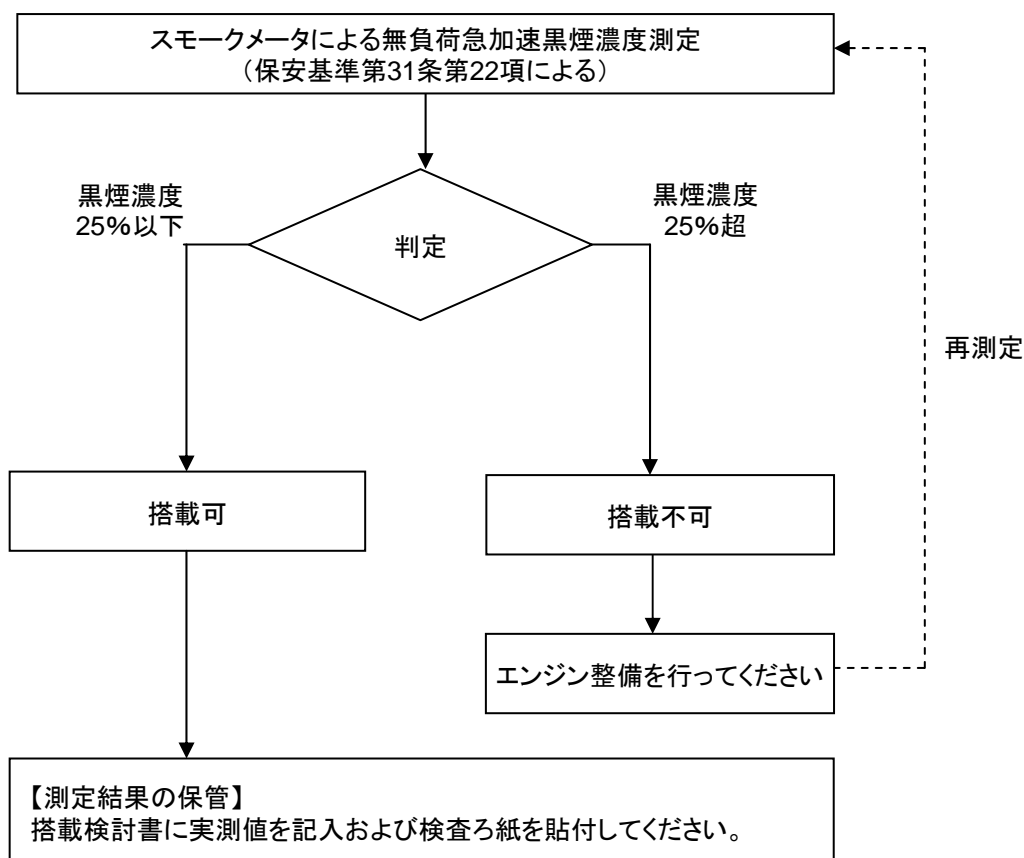 スモークメータによる無負荷急加速黒煙濃度測定
（保安基準第31条第22項による）
黒煙濃度
25%以下
黒煙濃度
25%超
判定
再測定
搭載可
搭載不可
エンジン整備を行ってください
【測定結果の保管】
搭載検討書に実測値を記入および検査ろ紙を貼付してください。